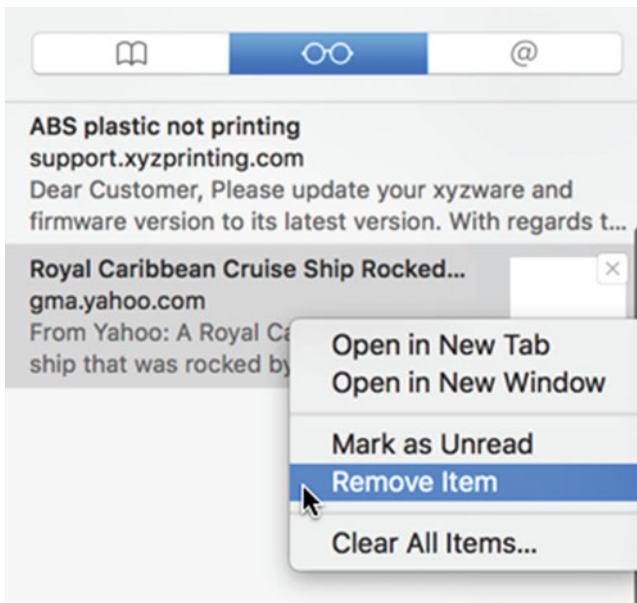 @
ABS plastic not printing
support.xyzprinting.com
Dear Customer, Please update your xyzware and
firmware version to its latest version. With regards t...
Royal Caribbean Cruise Ship Rocked...
gma.yahoo.com
From Yahoo: A Royal Ca
ship that was rocked by
Open in New Tab
Open in New Window
Mark as Unread
Remove Item
Clear All Items...